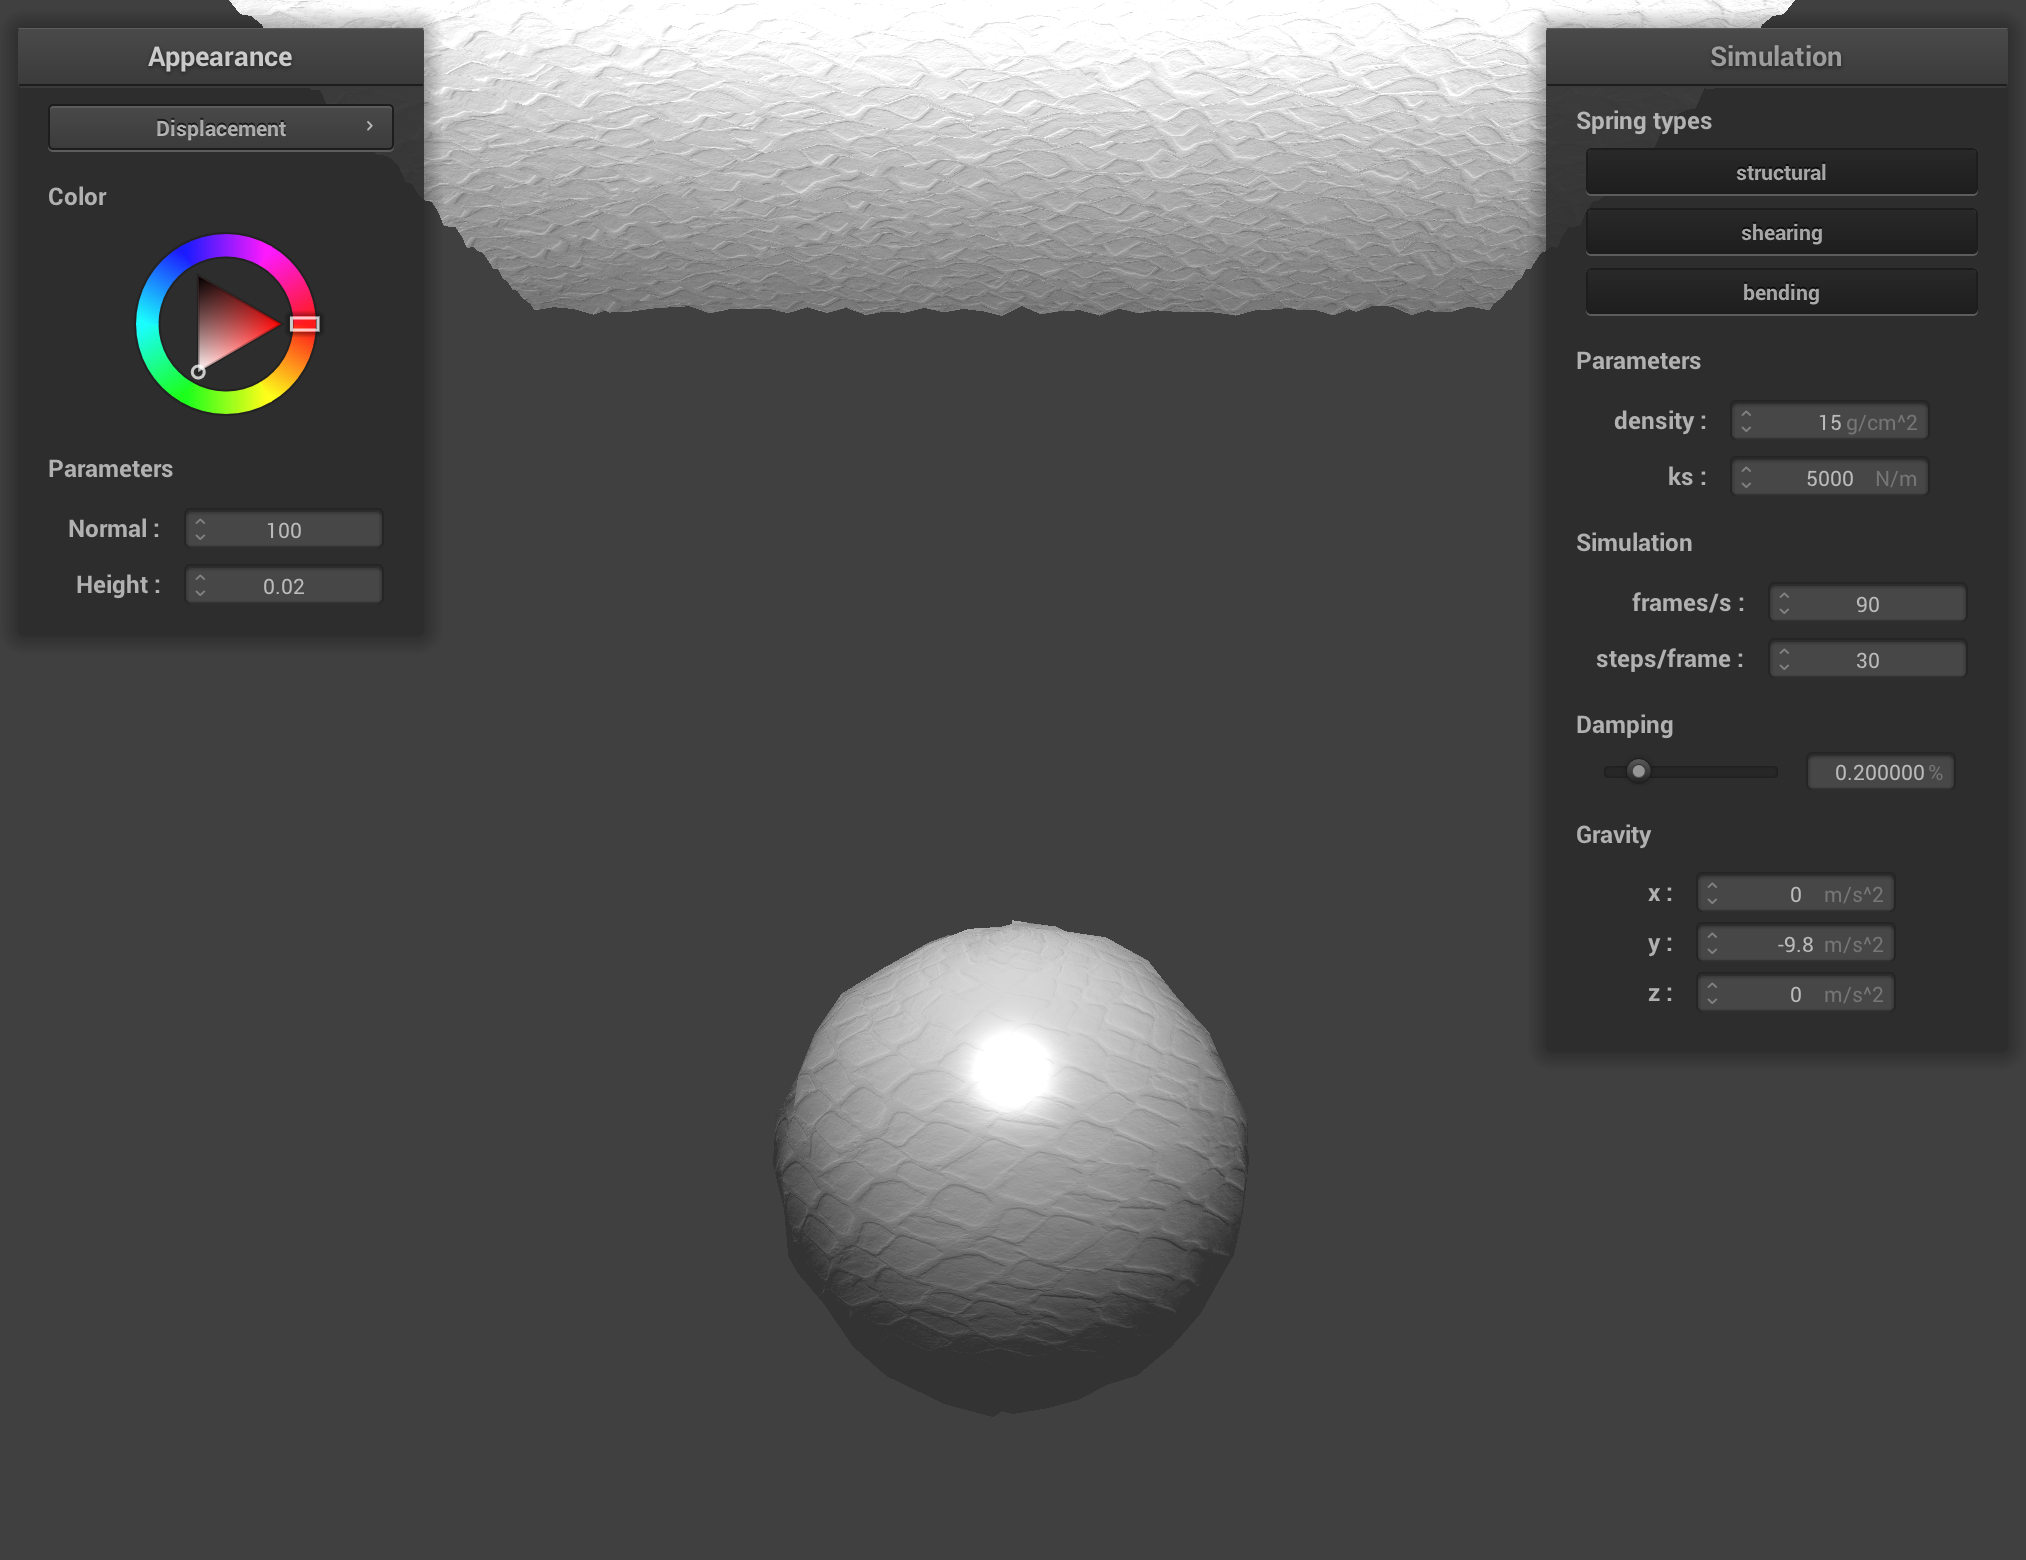 Appearance
Displacement
Color
Parameters
Normal : 100
Height : 0.02
Simulation
Spring types
structural
shearing
bending
Parameters
density : 15 g/cm^2
ks : 5000 N/m
Simulation
frames/s : 90
steps/frame : 30
Damping
0.200000 %
Gravity
x : 0 m/s^2
y : -9.8 m/s^2
z : 0 m/s^2